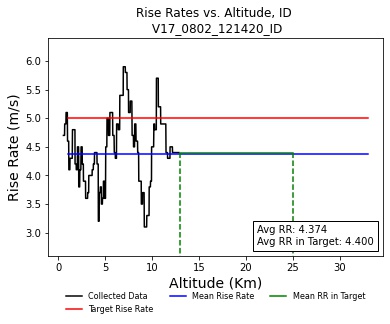 Rise Rates vs. Altitude, ID
V17_0802_121420_ID
Rise Rate (m/s)
6.0
5.5
5.0
4.5
4.0
3.5
3.0
Avg RR: 4.374
Avg RR in Target: 4.400
0 5 10 15 20 25 30
Altitude (Km)
Collected Data Mean Rise Rate Mean RR in Target
Target Rise Rate